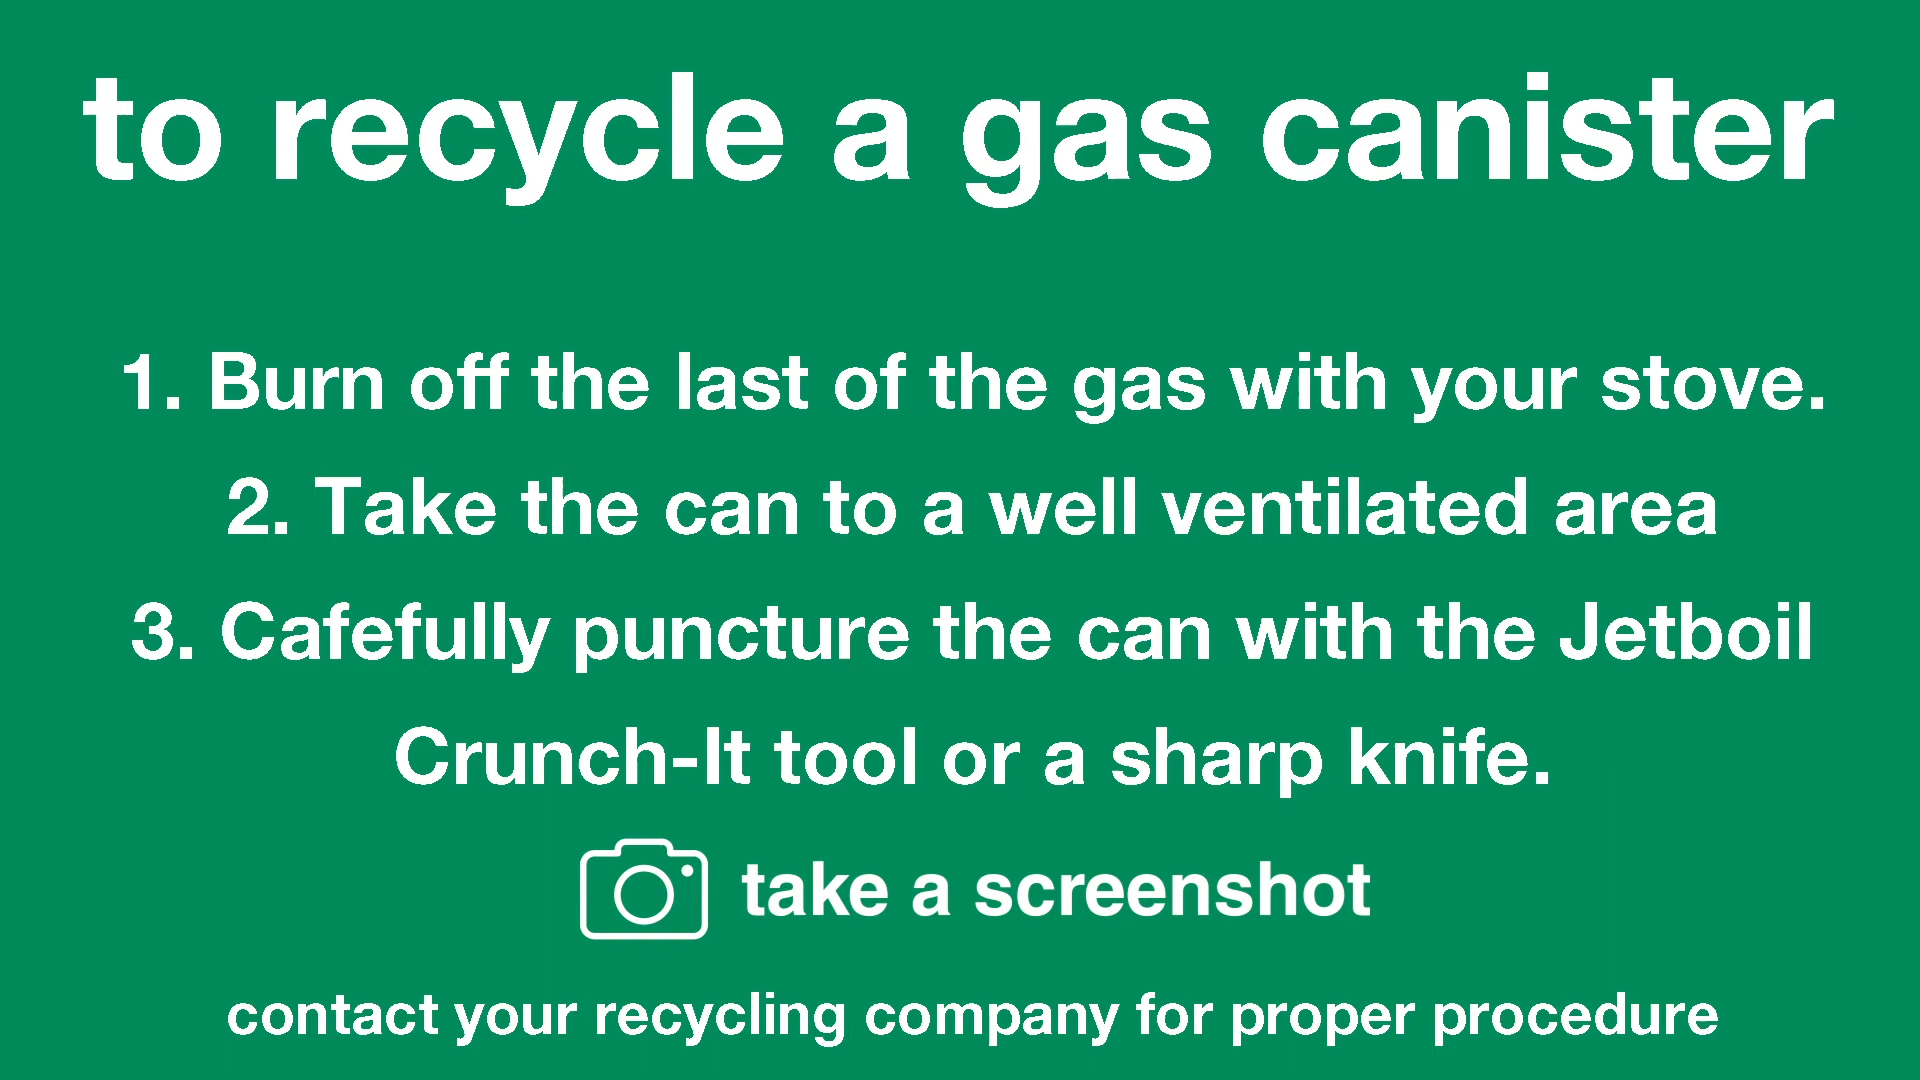 to recycle a gas canister
1. Burn off the last of the gas with your stove.
2. Take the can to a well ventilated area
3. Cafefully puncture the can with the Jetboil
Crunch-It tool or a sharp knife.
take a screenshot
contact your recycling company for proper procedure